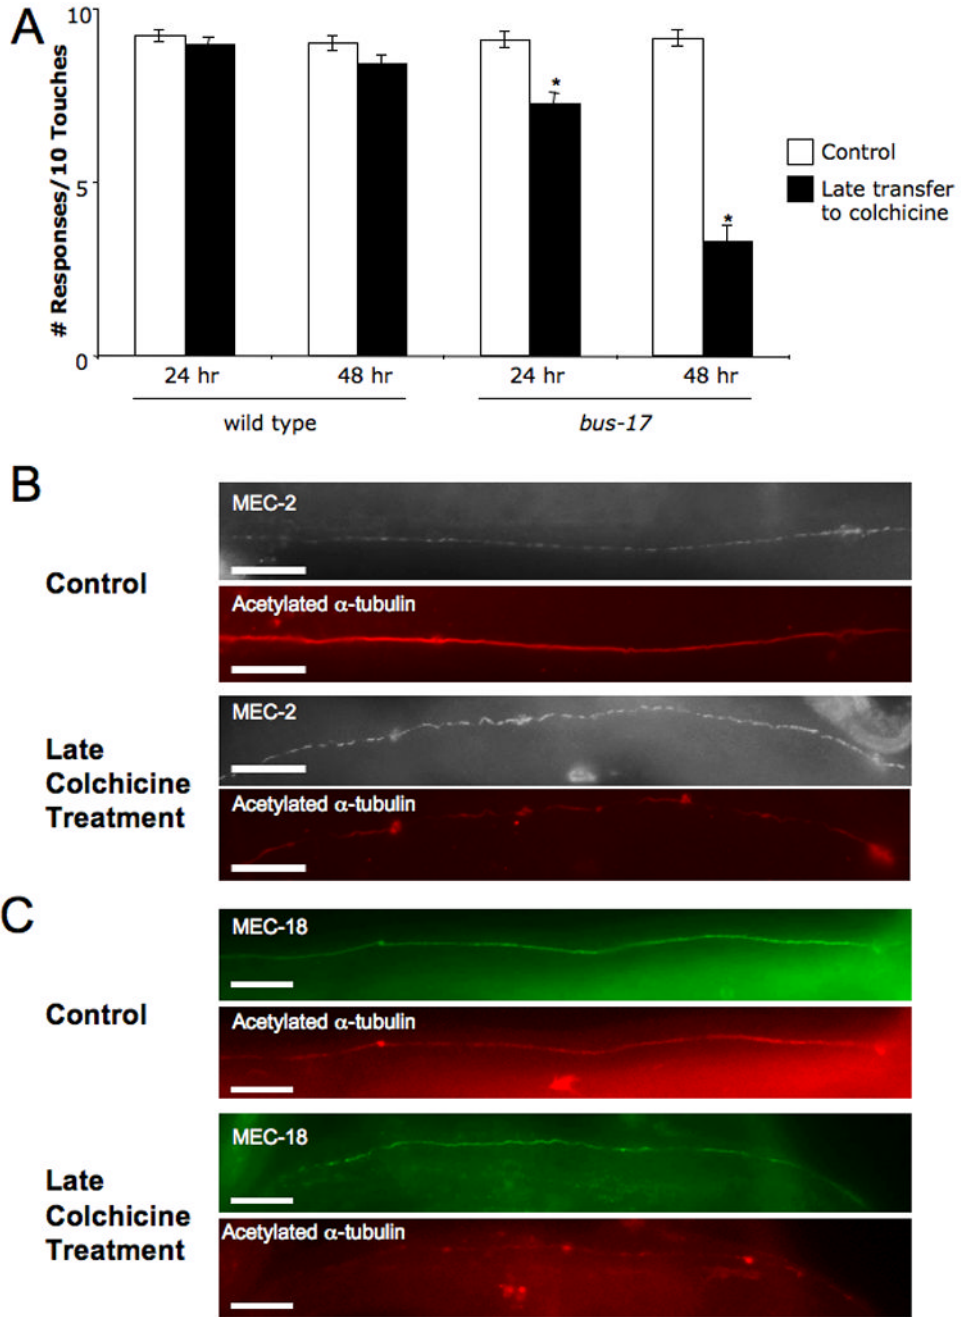 A
10
5
0
# Responses/10 Touches
*
*
Control
Late transfer
to colchicine
24 hr
48 hr
24 hr
48 hr
wild type
bus-17
B
Control
MEC-2
Acetylated α-tubulin
Late
Colchicine
Treatment
MEC-2
Acetylated α-tubulin
C
Control
MEC-18
Acetylated α-tubulin
Late
Colchicine
Treatment
MEC-18
Acetylated α-tubulin